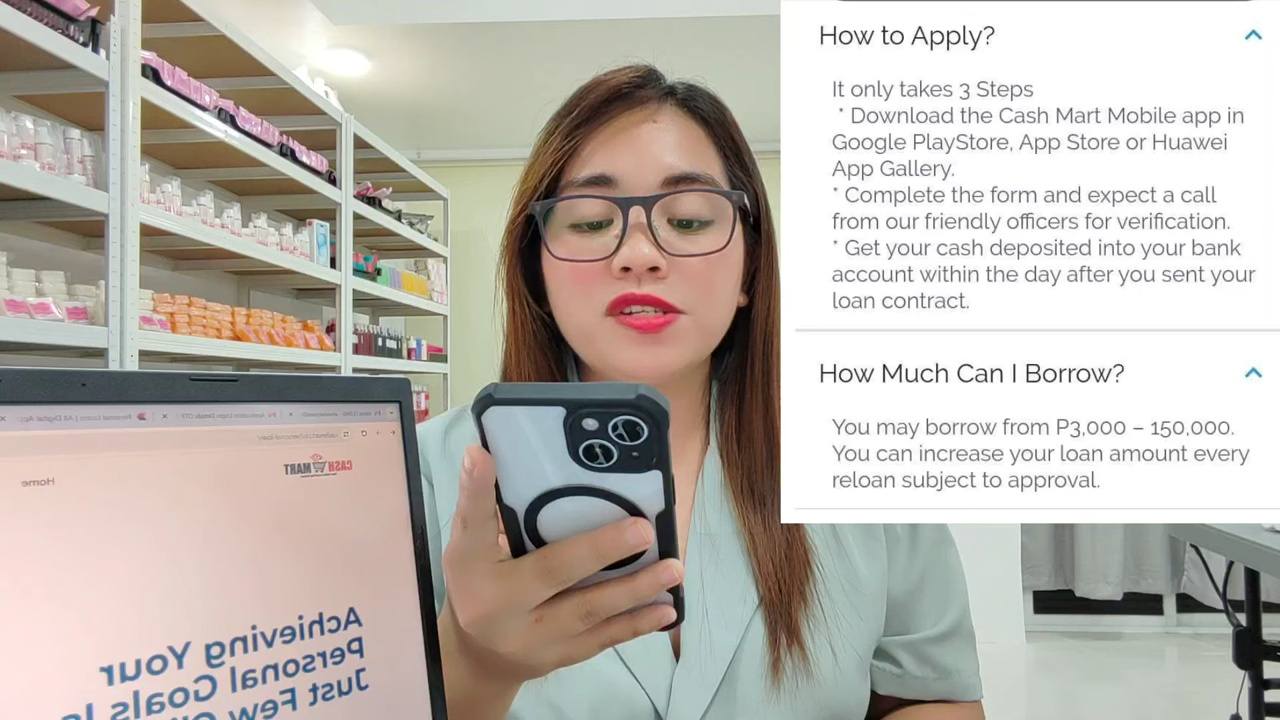 How to Apply?
It only takes 3 Steps
* Download the Cash Mart Mobile app in
Google PlayStore, App Store or Huawei
App Gallery.
* Complete the form and expect a call
from our friendly officers for verification.
* Get your cash deposited into your bank
account within the day after you sent your
loan contract.
How Much Can I Borrow?
You may borrow from P3,000 – 150,000.
You can increase your loan amount every
reloan subject to approval.
CASH MART
Home
Achieving Your
Personal Goals Is
Just Few